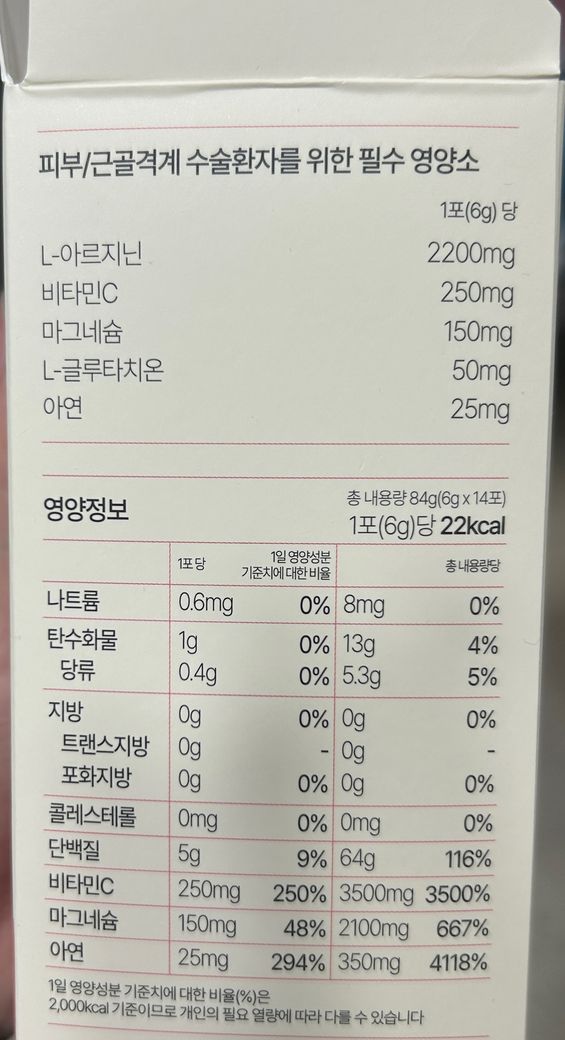 피부/근골격계 수술환자를 위한 필수 영양소
1포(6g) 당
L-아르지닌 2200mg
비타민C 250mg
마그네슘 150mg
L-글루타치온 50mg
아연 25mg
영양정보
총 내용량 84g(6g x 14포)
1포(6g)당 22kcal
1포당 1일 영양성분 기준치에 대한 비율 총 내용량당
나트륨 0.6mg 0% 8mg 0%
탄수화물 1g 0% 13g 4%
당류 0.4g 0% 5.3g 5%
지방 0g 0% 0g 0%
트랜스지방 0g - 0g -
포화지방 0g 0% 0g 0%
콜레스테롤 0mg 0% 0mg 0%
단백질 5g 9% 64g 116%
비타민C 250mg 250% 3500mg 3500%
마그네슘 150mg 48% 2100mg 667%
아연 25mg 294% 350mg 4118%
1일 영양성분 기준치에 대한 비율(%)은
2,000kcal 기준이므로 개인의 필요 열량에 따라 다를 수 있습니다